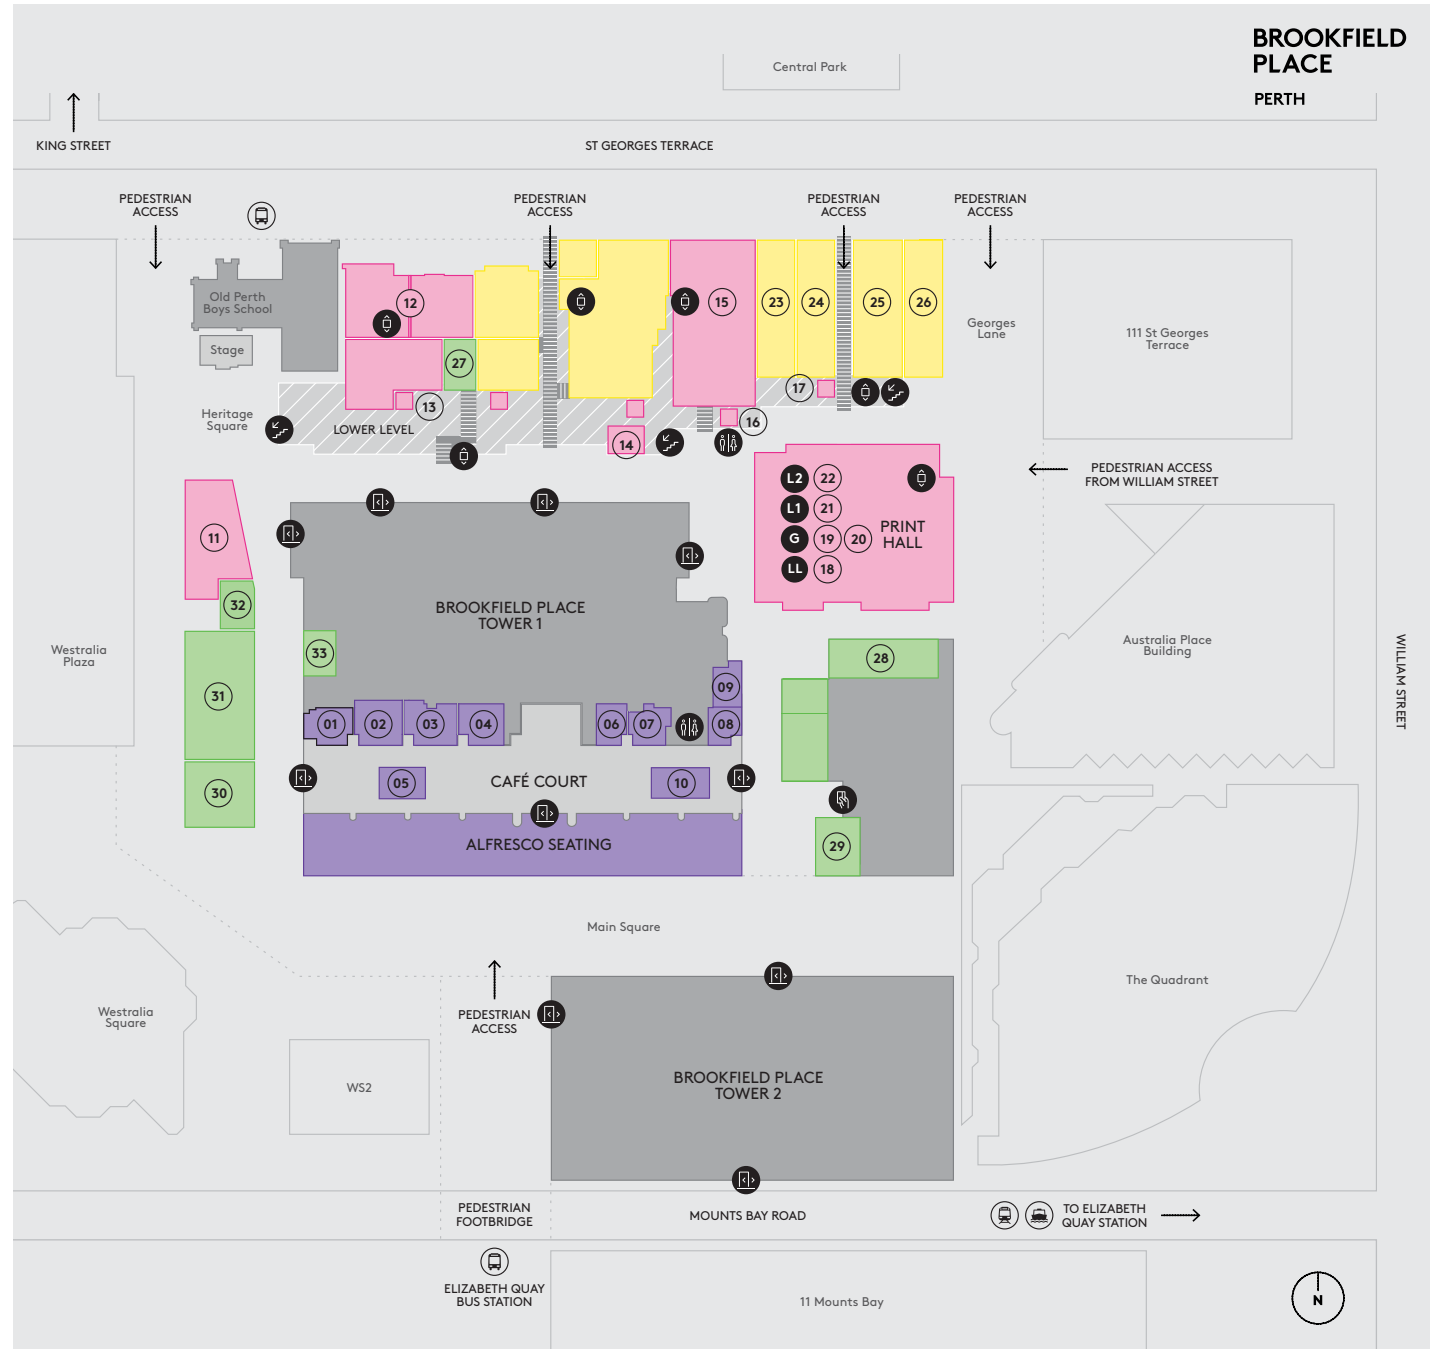 BROOKFIELD
PLACE
PERTH
Central Park
KING STREET
ST GEORGES TERRACE
PEDESTRIAN
ACCESS
PEDESTRIAN
ACCESS
PEDESTRIAN
ACCESS
PEDESTRIAN
ACCESS
Old Perth
Boys School
Stage
12
15
23
24
25
26
Georges
Lane
111 St Georges
Terrace
27
17
13
16
Heritage
Square
LOWER LEVEL
14
L2
22
L1
21
G
19
20
LL
18
PRINT
HALL
PEDESTRIAN ACCESS
FROM WILLIAM STREET
11
32
BROOKFIELD PLACE
TOWER 1
33
28
Westralia
Plaza
Australia Place
Building
WILLIAM STREET
31
09
01
02
03
04
06
07
08
30
05
CAFÉ COURT
10
ALFRESCO SEATING
29
Main Square
The Quadrant
Westralia
Square
PEDESTRIAN
ACCESS
WS2
BROOKFIELD PLACE
TOWER 2
PEDESTRIAN
FOOTBRIDGE
MOUNTS BAY ROAD
TO ELIZABETH
QUAY STATION
ELIZABETH QUAY
BUS STATION
11 Mounts Bay
N